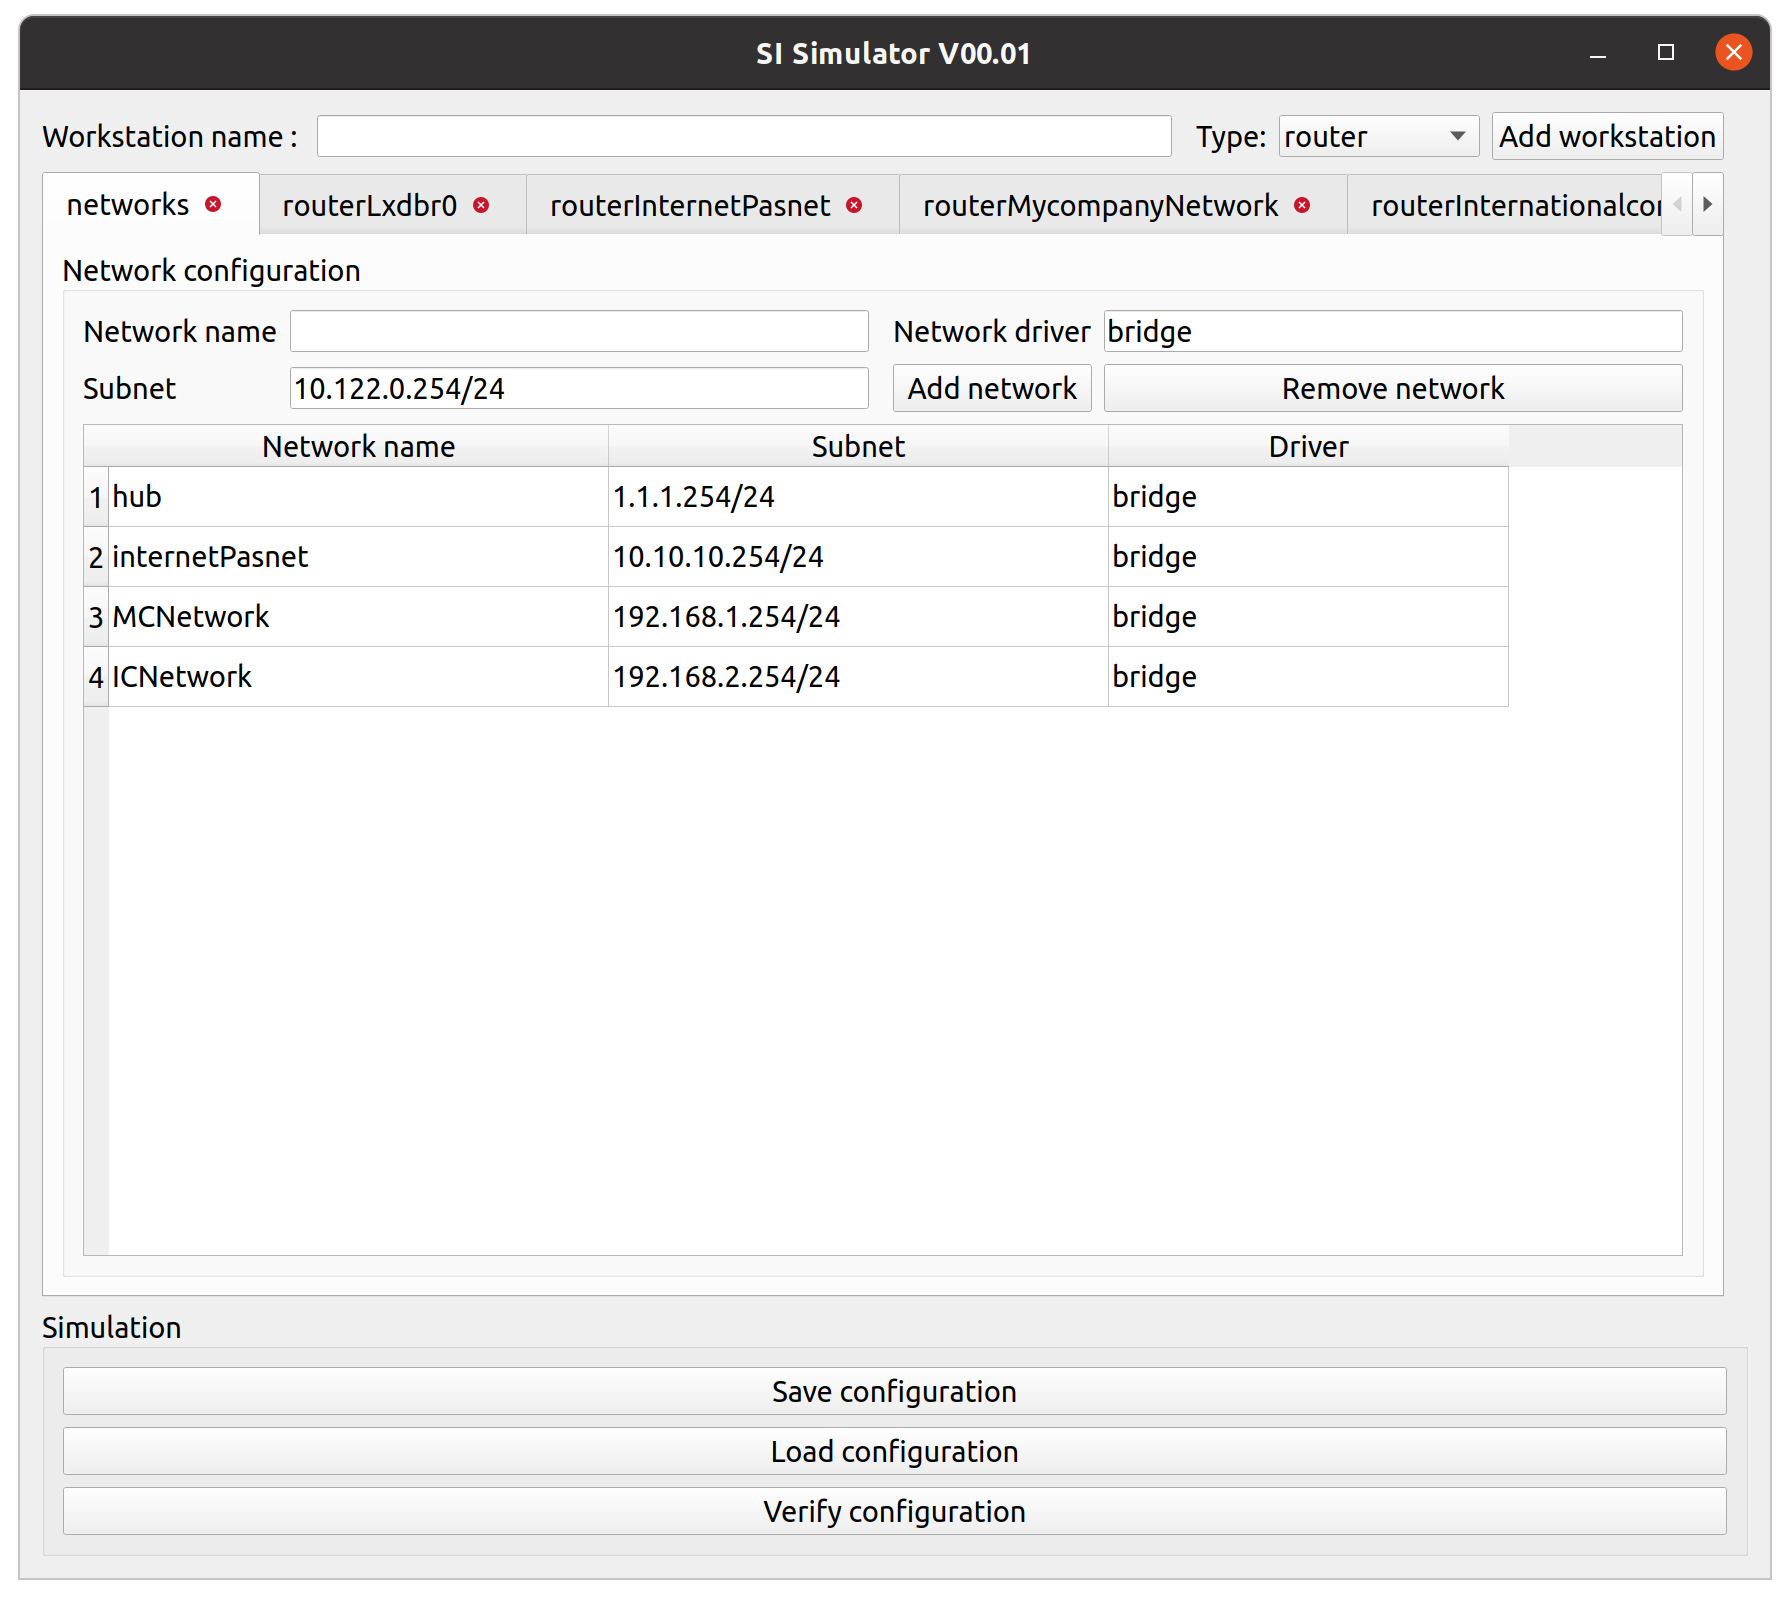 SI Simulator V00.01
Workstation name : Type: router Add workstation
networks routerLxdbr0 routerInternetPasnet routerMycompanyNetwork routerInternationalcor
Network configuration
Network name Network driver bridge
Subnet 10.122.0.254/24 Add network Remove network
Network name Subnet Driver
1 hub 1.1.1.254/24 bridge
2 internetPasnet 10.10.10.254/24 bridge
3 MCNetwork 192.168.1.254/24 bridge
4 ICNetwork 192.168.2.254/24 bridge
Simulation
Save configuration
Load configuration
Verify configuration